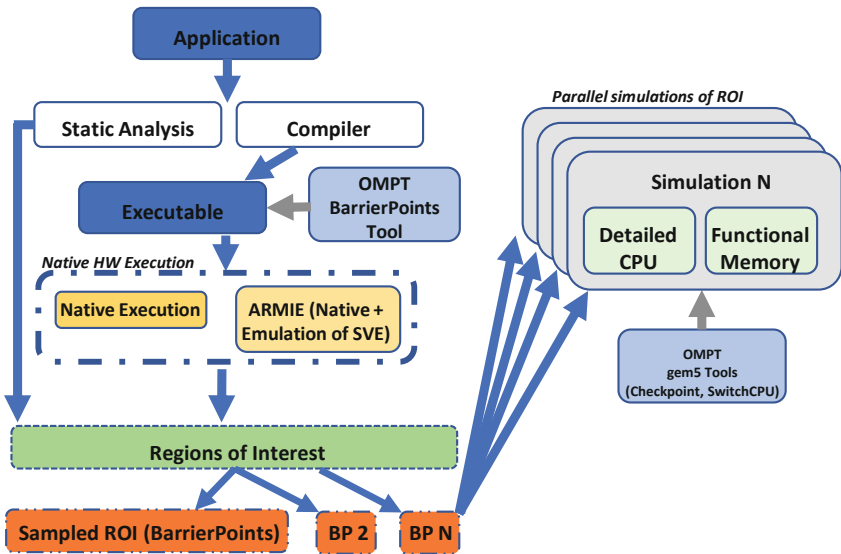 Application
Static Analysis
Compiler
Executable
OMPT
BarrierPoints
Tool
Native HW Execution
Native Execution
ARMIE (Native +
Emulation of SVE)
Regions of Interest
Sampled ROI (BarrierPoints)
BP 2
BP N
Parallel simulations of ROI
Simulation N
Detailed
CPU
Functional
Memory
OMPT
gem5 Tools
(Checkpoint, SwitchCPU)